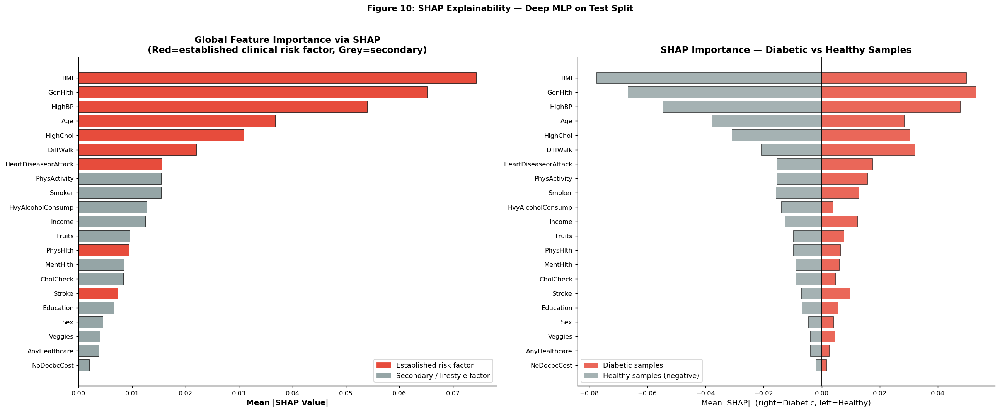 Figure 10: SHAP Explainability — Deep MLP on Test Split
Global Feature Importance via SHAP
(Red=established clinical risk factor, Grey=secondary)
BMI
GenHlth
HighBP
Age
HighChol
DiffWalk
HeartDiseaseorAttack
PhysActivity
Smoker
HvyAlcoholConsump
Income
Fruits
PhysHlth
MentHlth
CholCheck
Stroke
Education
Sex
Veggies
AnyHealthcare
NoDocbcCost
Established risk factor
Secondary / lifestyle factor
0.00 0.01 0.02 0.03 0.04 0.05 0.06 0.07
Mean |SHAP Value|
SHAP Importance — Diabetic vs Healthy Samples
BMI
GenHlth
HighBP
Age
HighChol
DiffWalk
HeartDiseaseorAttack
PhysActivity
Smoker
HvyAlcoholConsump
Income
Fruits
PhysHlth
MentHlth
CholCheck
Stroke
Education
Sex
Veggies
AnyHealthcare
NoDocbcCost
Diabetic samples
Healthy samples (negative)
−0.08 −0.06 −0.04 −0.02 0.00 0.02 0.04
Mean |SHAP| (right=Diabetic, left=Healthy)